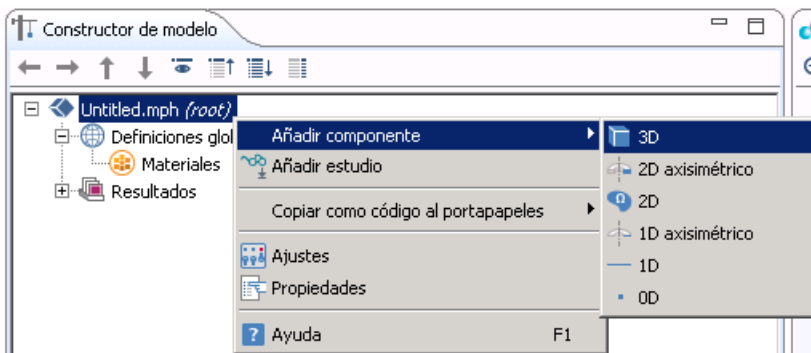 Constructor de modelo
Untitled.mph (root)
Definiciones glol
Materiales
Resultados
Añadir componente
Añadir estudio
Copiar como código al portapapeles
Ajustes
Propiedades
Ayuda F1
3D
2D axisimétrico
2D
1D axisimétrico
1D
0D